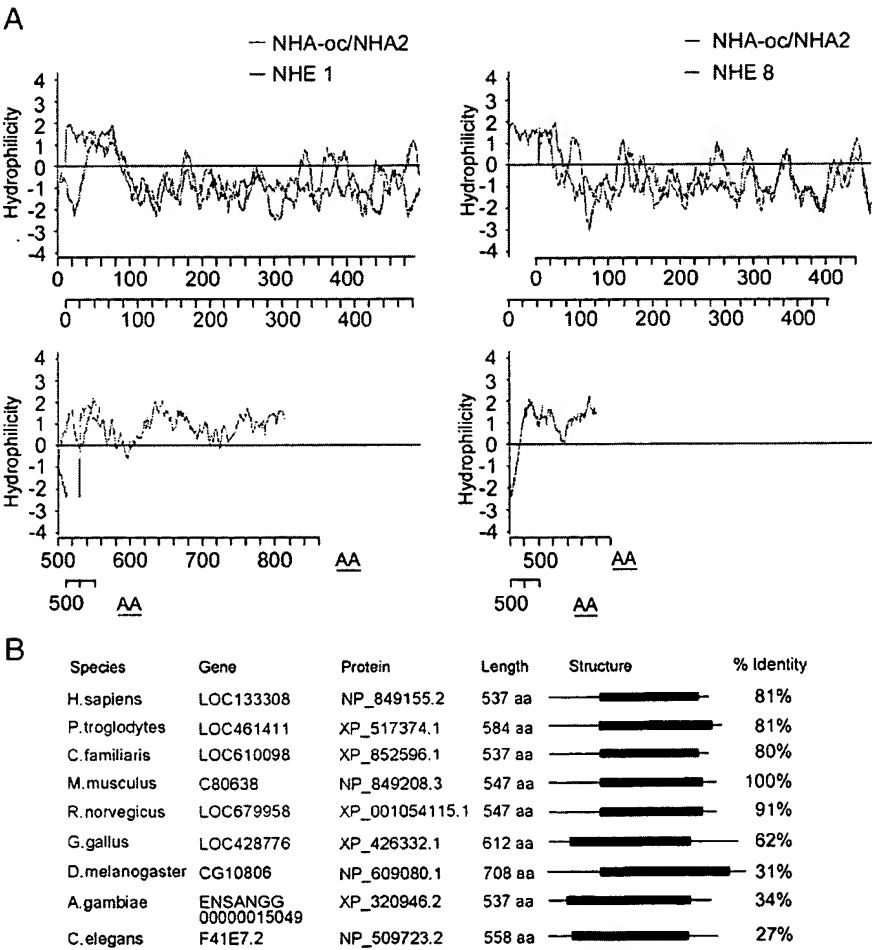 A
NHA-oc/NHA2
NHE 1
Hydrophilicity
4
3
2
1
0
-1
-2
-3
-4
0 100 200 300 400
0 100 200 300 400
NHA-oc/NHA2
NHE 8
Hydrophilicity
4
3
2
1
0
-1
-2
-3
-4
0 100 200 300 400
0 100 200 300 400
Hydrophilicity
4
3
2
1
0
-1
-2
-3
-4
500 600 700 800 AA
500 AA
Hydrophilicity
4
3
2
1
0
-1
-2
-3
-4
500 AA
500 AA
B
Species Gene Protein Length Structure % Identity
H.sapiens LOC133308 NP_849155.2 537 aa 81%
P.troglodytes LOC461411 XP_517374.1 584 aa 81%
C.familiaris LOC610098 XP_852596.1 537 aa 80%
M.musculus C80638 NP_849208.3 547 aa 100%
R.norvegicus LOC679958 XP_001054115.1 547 aa 91%
G.gallus LOC428776 XP_426332.1 612 aa 62%
D.melanogaster CG10806 NP_609080.1 708 aa 31%
A.gambiae ENSANGG XP_320946.2 537 aa 34%
00000015049
C.elegans F41E7.2 NP_509723.2 558 aa 27%